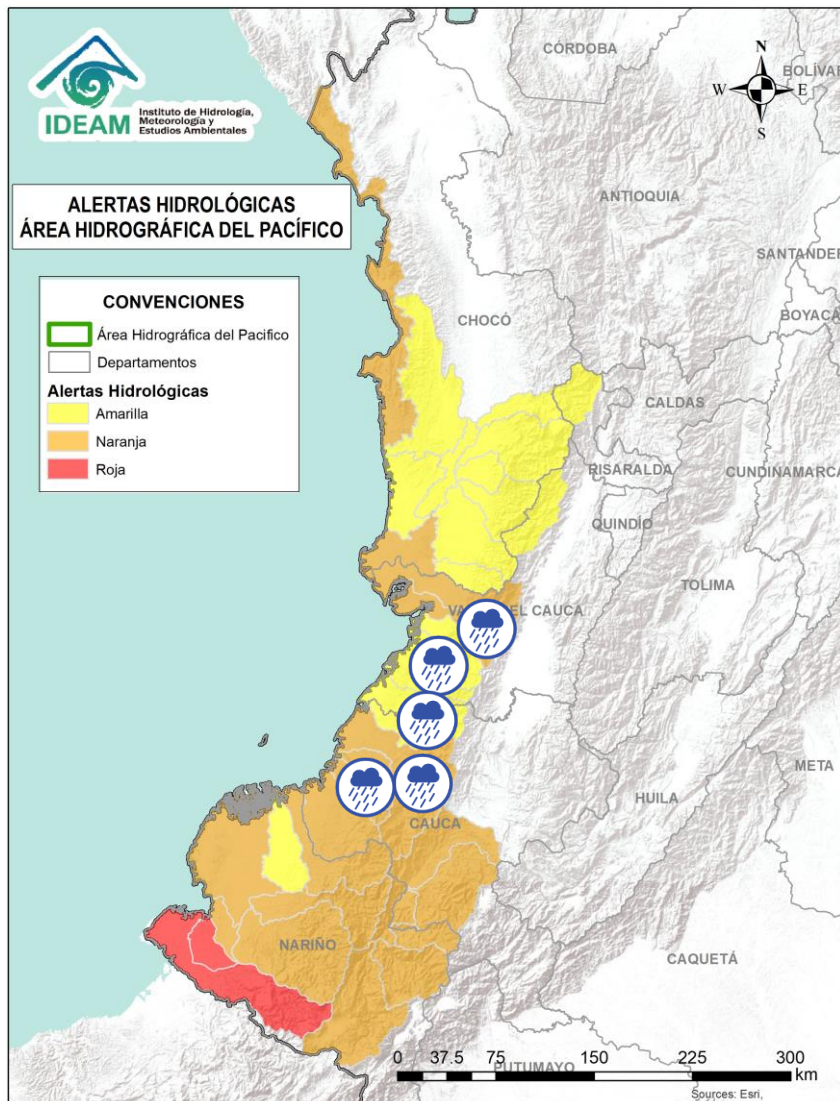 IDEAM
Instituto de Hidrología,
Meteorología y
Estudios Ambientales
ALERTAS HIDROLÓGICAS
ÁREA HIDROGRÁFICA DEL PACÍFICO
CONVENCIONES
Área Hidrográfica del Pacifico
Departamentos
Alertas Hidrológicas
Amarilla
Naranja
Roja
N
W E
S
CÓRDOBA
BOLÍVAR
ANTIOQUIA
SANTANDER
BOYACÁ
CHOCÓ
CALDAS
RISARALDA
CUNDINAMARCA
QUINDÍO
TOLIMA
DEL CAUCA
META
HUILA
CAUCA
NARIÑO
CAQUETÁ
PUTUMAYO
0 37.5 75 150 225 300
km
Sources: Esri,